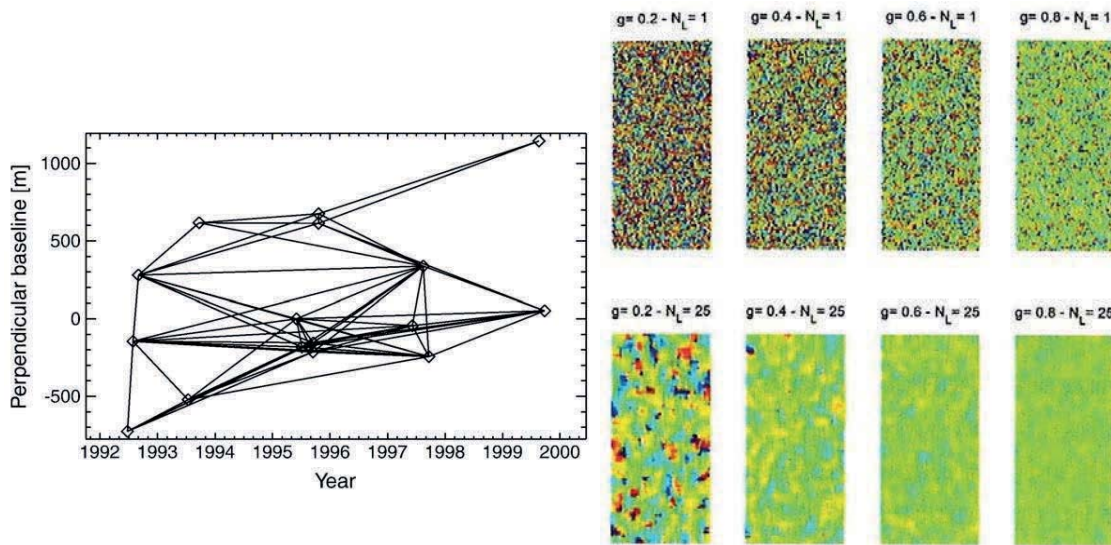 Perpendicular baseline [m]
1000
500
0
-500
1992 1993 1994 1995 1996 1997 1998 1999 2000
Year
g= 0.2 - N_L= 1 g= 0.4 - N_L= 1 g= 0.6 - N_L= 1 g= 0.8 - N_L= 1
g= 0.2 - N_L= 25 g= 0.4 - N_L= 25 g= 0.6 - N_L= 25 g= 0.8 - N_L= 25